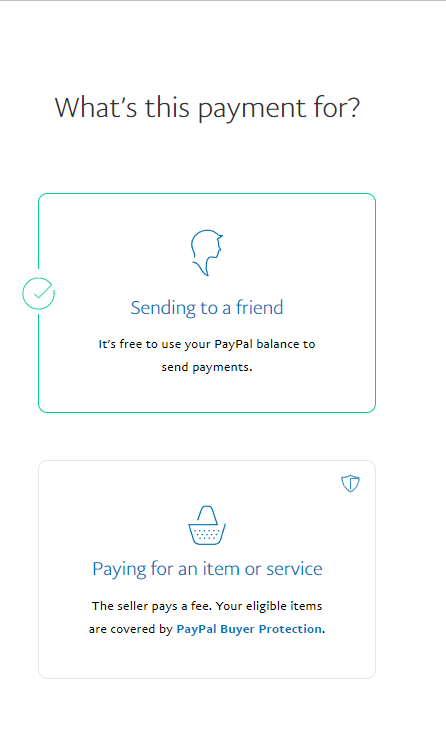 What's this payment for?
Sending to a friend
It's free to use your PayPal balance to
send payments.
Paying for an item or service
The seller pays a fee. Your eligible items
are covered by PayPal Buyer Protection.